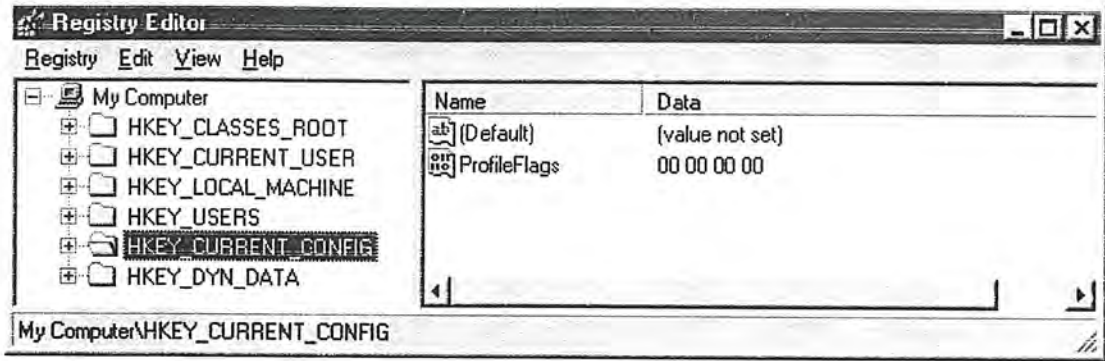 Registry Editor
Registry Edit View Help
My Computer
HKEY_CLASSES_ROOT
HKEY_CURRENT_USER
HKEY_LOCAL_MACHINE
HKEY_USERS
HKEY_CURRENT_CONFIG
HKEY_DYN_DATA
Name Data
ab (Default) (value not set)
ProfileFlags 00 00 00 00
My Computer\HKEY_CURRENT_CONFIG